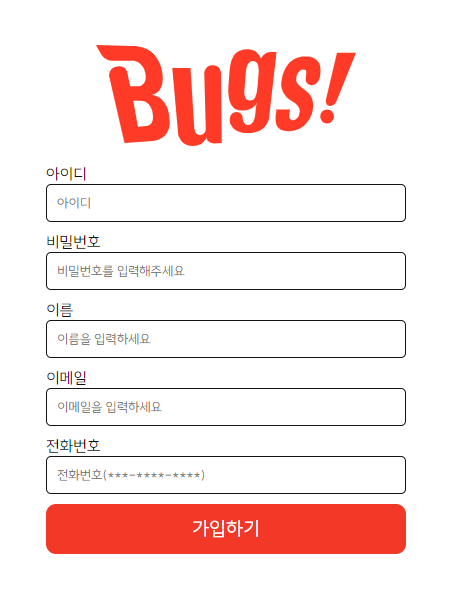 Bugs!
아이디
아이디
비밀번호
비밀번호를 입력해주세요
이름
이름을 입력하세요
이메일
이메일을 입력하세요
전화번호
전화번호(***-****-****)
가입하기